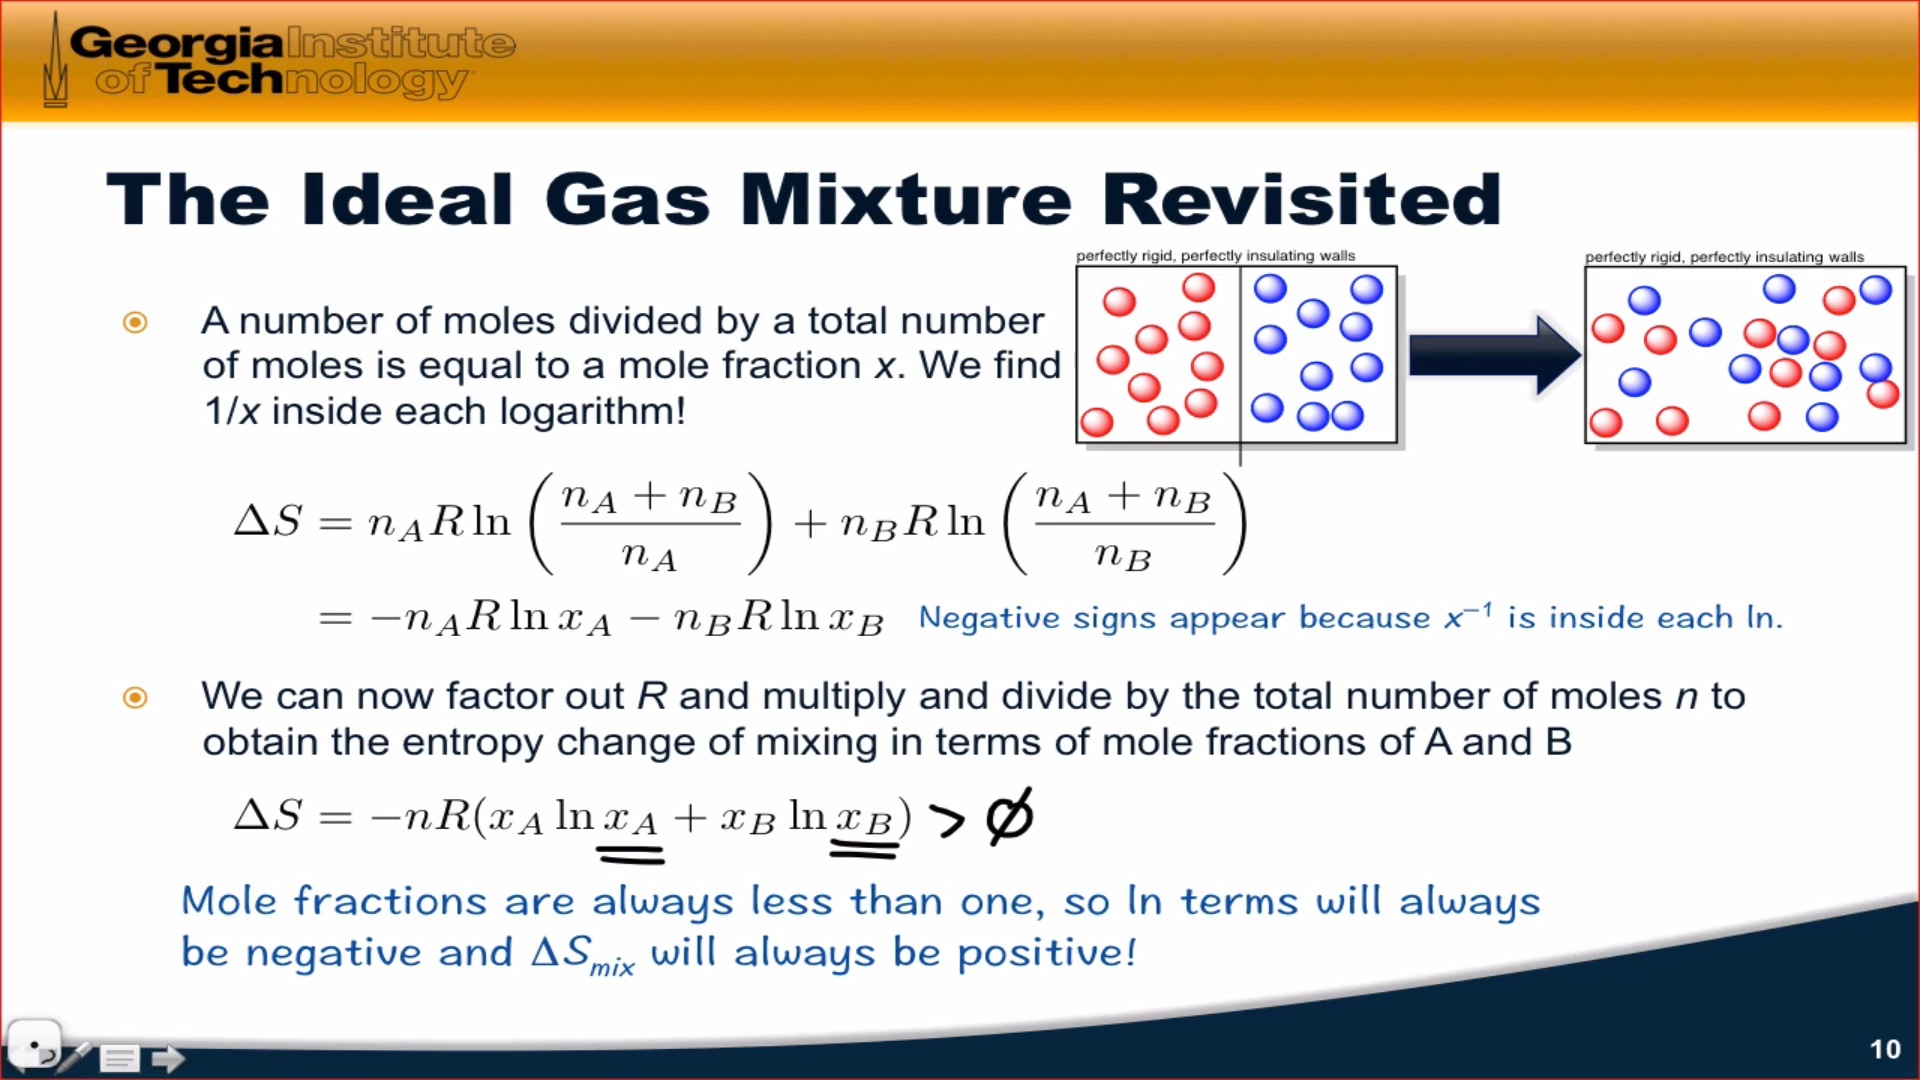 Georgia Institute
of Technology
The Ideal Gas Mixture Revisited
perfectly rigid, perfectly insulating walls
perfectly rigid, perfectly insulating walls
A number of moles divided by a total number
of moles is equal to a mole fraction x. We find
1/x inside each logarithm!
ΔS = n_A R ln ((n_A + n_B)/n_A) + n_B R ln ((n_A + n_B)/n_B)
= −n_A R ln x_A − n_B R ln x_B Negative signs appear because x⁻¹ is inside each ln.
We can now factor out R and multiply and divide by the total number of moles n to
obtain the entropy change of mixing in terms of mole fractions of A and B
ΔS = −nR(x_A ln x_A + x_B ln x_B) > ∅
Mole fractions are always less than one, so ln terms will always
be negative and ΔS_mix will always be positive!
10